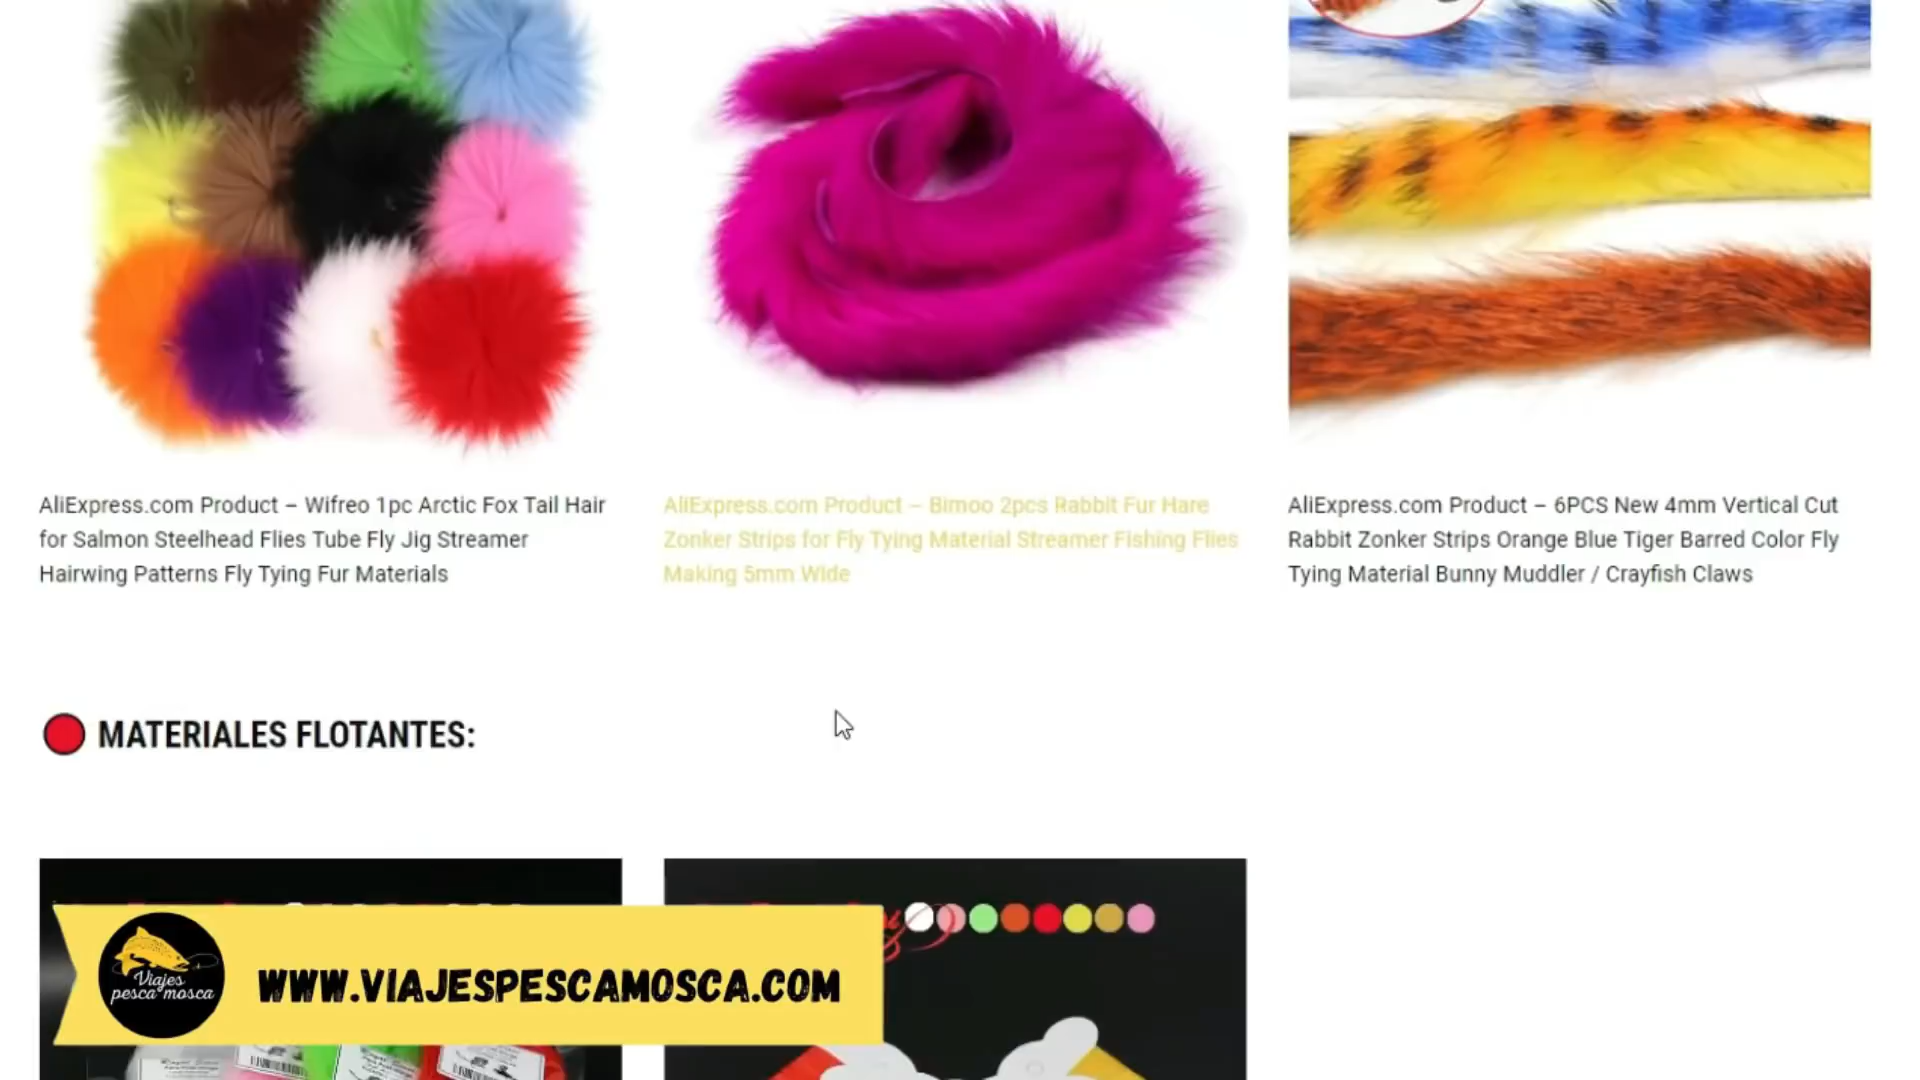 AliExpress.com Product – Wifreo 1pc Arctic Fox Tail Hair
for Salmon Steelhead Flies Tube Fly Jig Streamer
Hairwing Patterns Fly Tying Fur Materials
AliExpress.com Product – Bimoo 2pcs Rabbit Fur Hare
Zonker Strips for Fly Tying Material Streamer Fishing Flies
Making 5mm Wide
AliExpress.com Product – 6PCS New 4mm Vertical Cut
Rabbit Zonker Strips Orange Blue Tiger Barred Color Fly
Tying Material Bunny Muddler / Crayfish Claws
MATERIALES FLOTANTES:
Viajes
pesca mosca
WWW.VIAJESPESCAMOSCA.COM